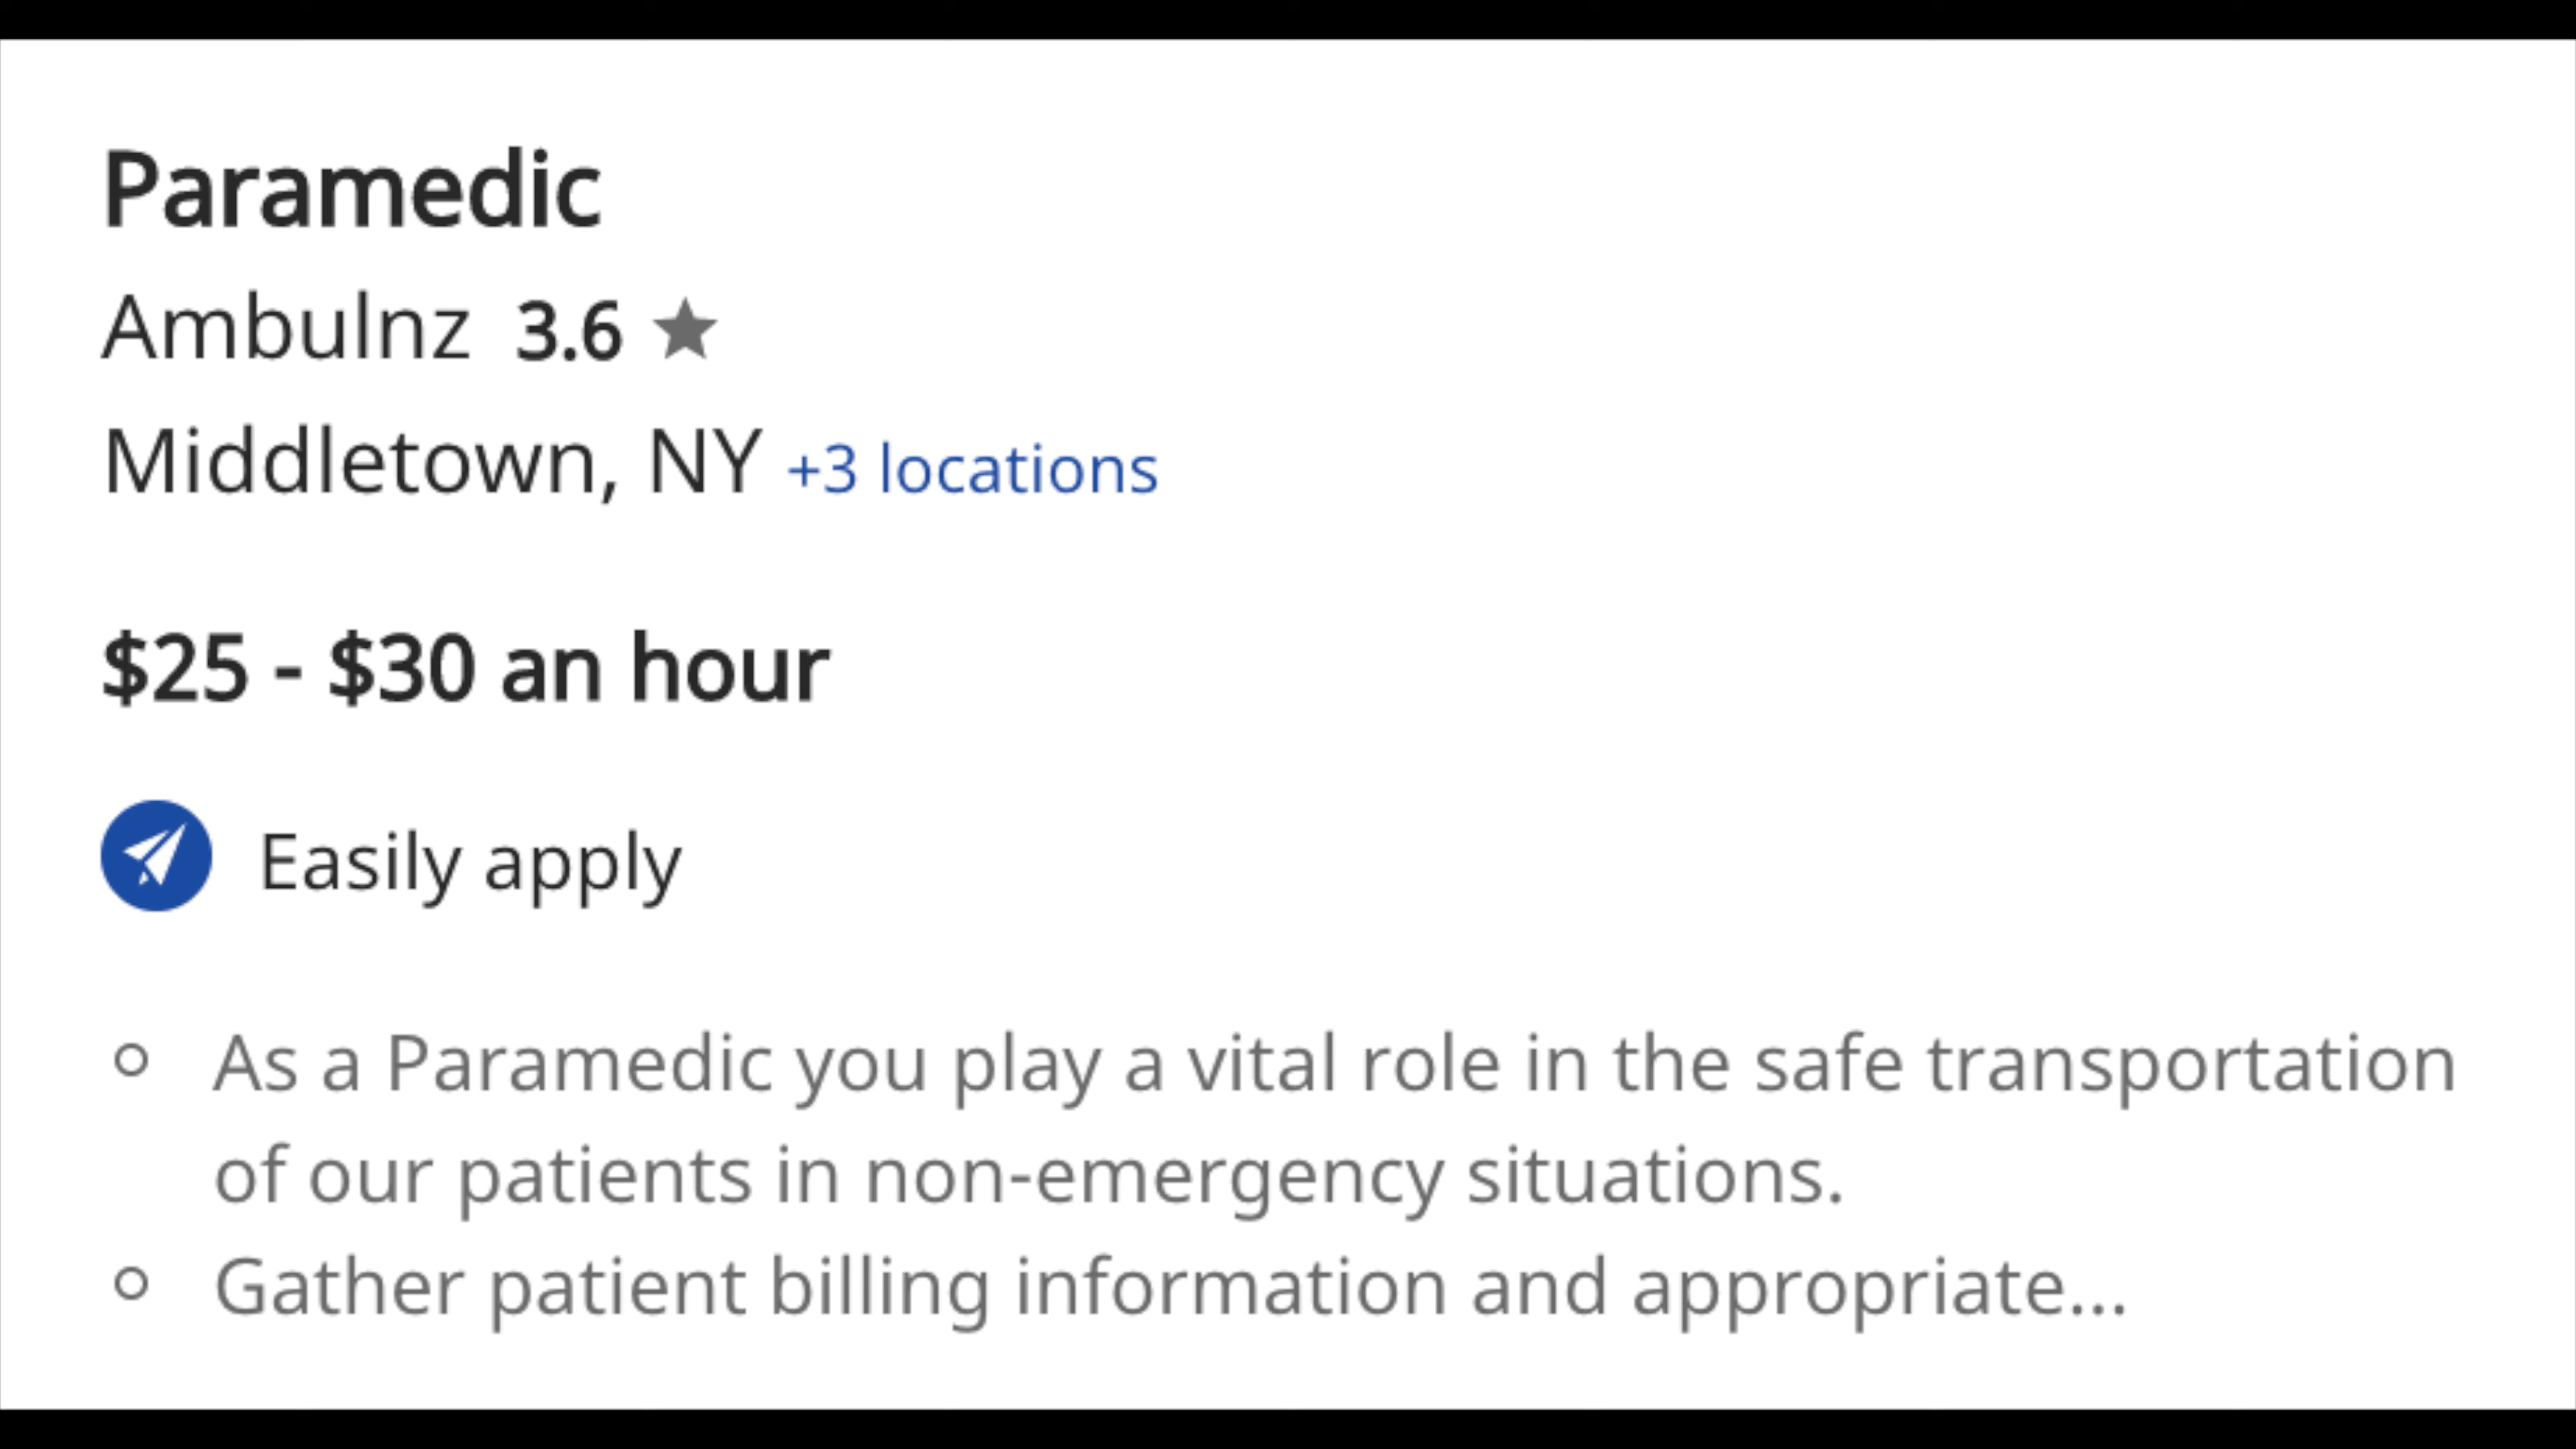 Paramedic
Ambulnz 3.6
Middletown, NY +3 locations
$25 - $30 an hour
Easily apply
As a Paramedic you play a vital role in the safe transportation
of our patients in non-emergency situations.
Gather patient billing information and appropriate...